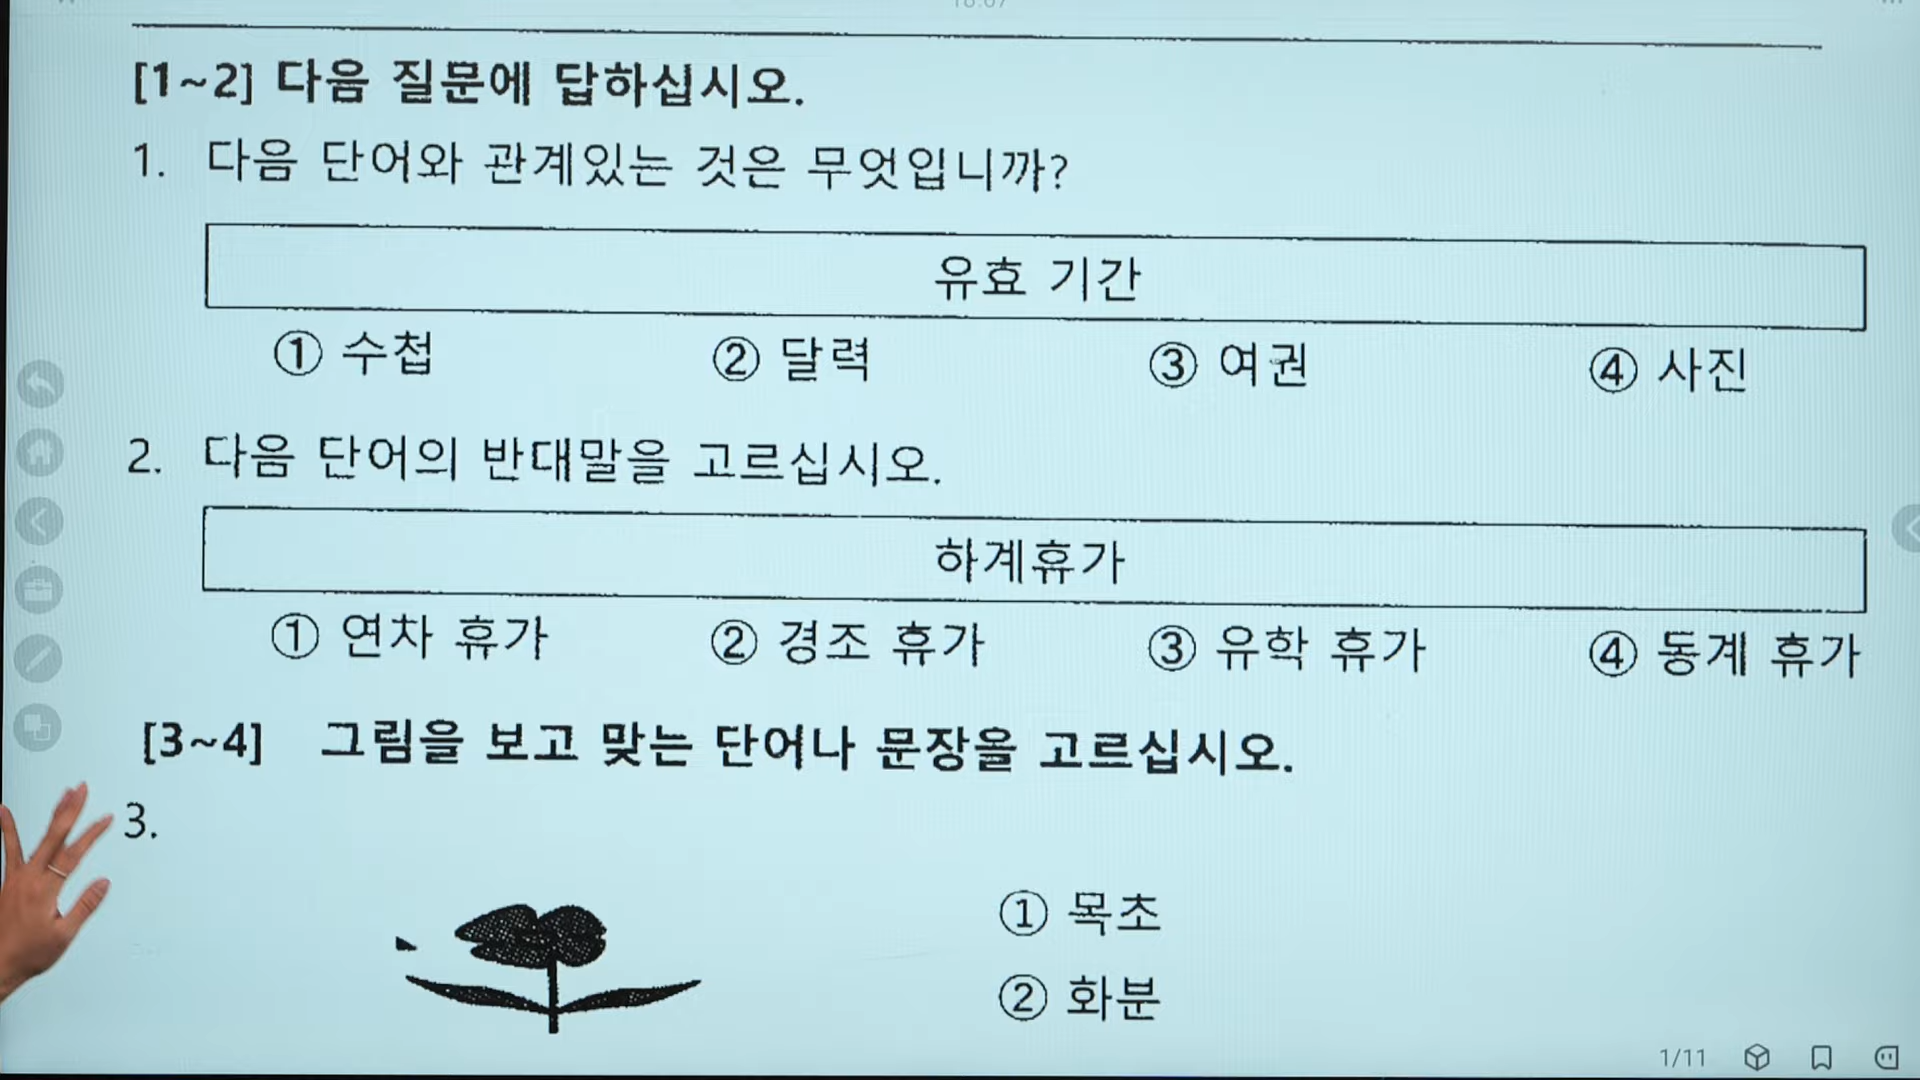 [1~2] 다음 질문에 답하십시오.
1. 다음 단어와 관계있는 것은 무엇입니까?
유효 기간
① 수첩 ② 달력 ③ 여권 ④ 사진
2. 다음 단어의 반대말을 고르십시오.
하계휴가
① 연차 휴가 ② 경조 휴가 ③ 유학 휴가 ④ 동계 휴가
[3~4] 그림을 보고 맞는 단어나 문장을 고르십시오.
3.
① 목초
② 화분
1/11